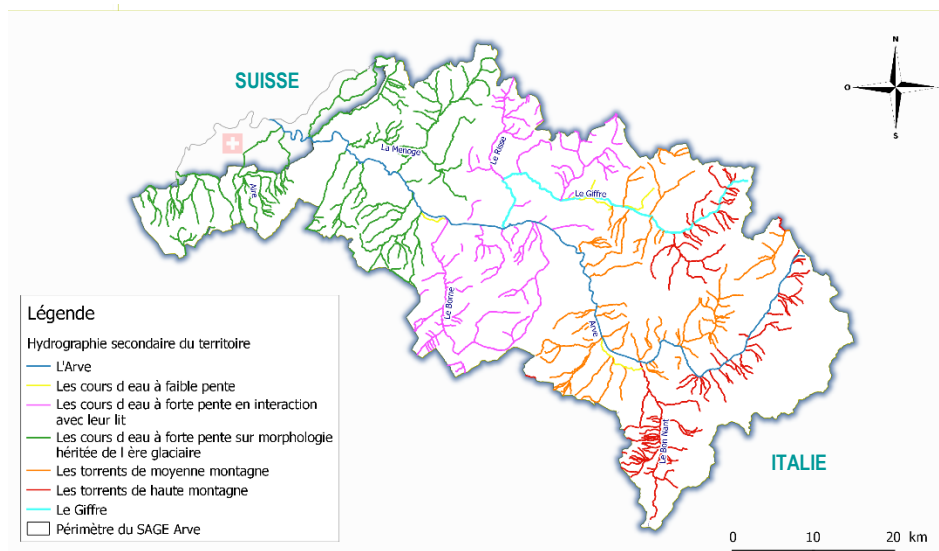 SUISSE
N
O
E
S
La Menoge
Le Risse
Aire
Le Giffre
Le Borne
Arve
Le Bon Nant
ITALIE
Légende
Hydrographie secondaire du territoire
L'Arve
Les cours d eau à faible pente
Les cours d eau à forte pente en interaction
avec leur lit
Les cours d eau à forte pente sur morphologie
héritée de l ère glaciaire
Les torrents de moyenne montagne
Les torrents de haute montagne
Le Giffre
Périmètre du SAGE Arve
0 10 20 km